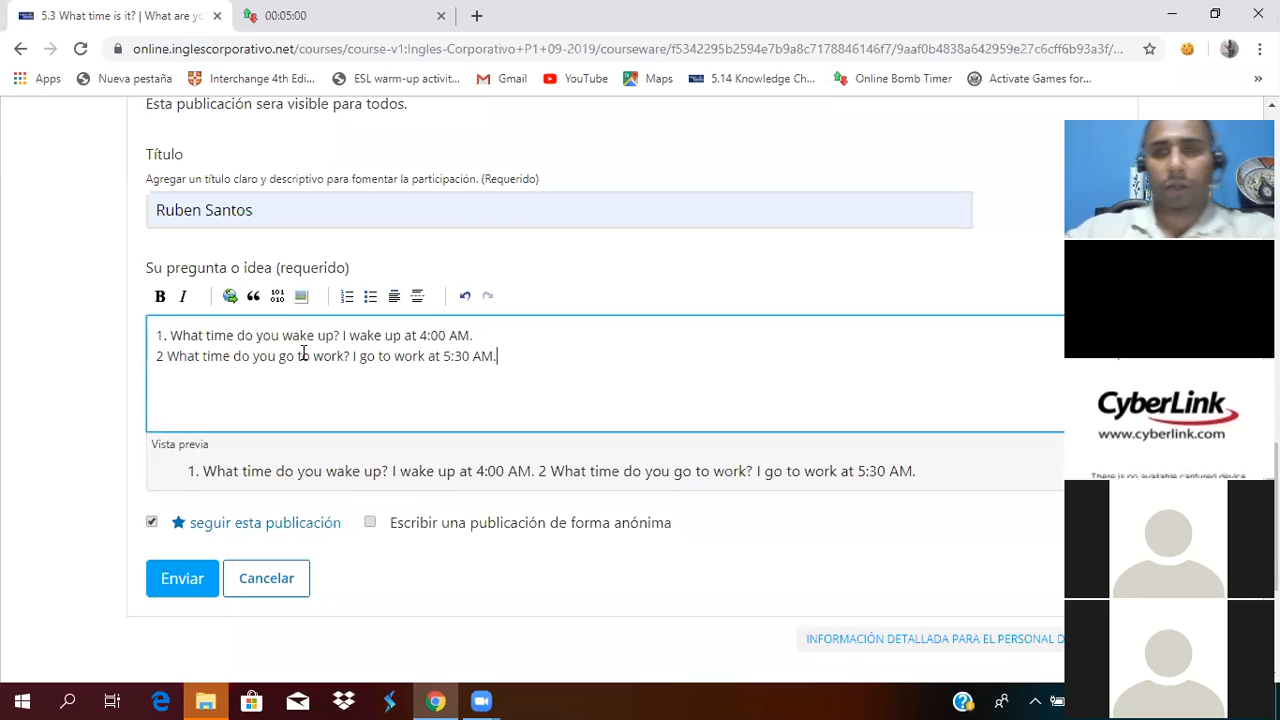 5.3 What time is it? | What are yo
00:05:00
online.inglescorporativo.net/courses/course-v1:Ingles-Corporativo+P1+09-2019/courseware/f5342295b2594e7b9a8c7178846146f7/9aaf0b4838a642959e27c6cff6b93a3f/...
Apps
Nueva pestaña
Interchange 4th Edi...
ESL warm-up activit...
Gmail
YouTube
Maps
5.14 Knowledge Ch...
Online Bomb Timer
Activate Games for...
»
Esta publicación sera visible para todos.
Título
Agregar un título claro y descriptivo para fomentar la participación. (Requerido)
Ruben Santos
Su pregunta o idea (requerido)
B I
1. What time do you wake up? I wake up at 4:00 AM.
2 What time do you go to work? I go to work at 5:30 AM.
Vista previa
1. What time do you wake up? I wake up at 4:00 AM. 2 What time do you go to work? I go to work at 5:30 AM.
seguir esta publicación
Escribir una publicación de forma anónima
Enviar
Cancelar
INFORMACIÓN DETALLADA PARA EL PERSONAL D
CyberLink
www.cyberlink.com
There is no available captured device